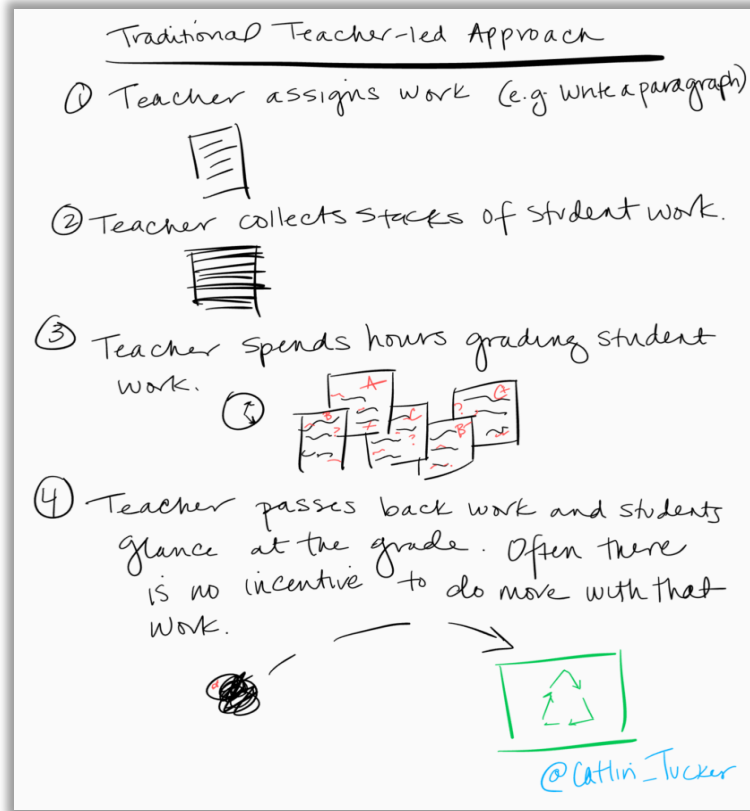 Traditional Teacher-led Approach
① Teacher assigns work (e.g. write a paragraph)
② Teacher collects stacks of student work.
③ Teacher spends hours grading student
work.
A
B
?
C
?
B
?
④ Teacher passes back work and students
glance at the grade. Often there
is no incentive to do more with that
work.
@Catlin_Tucker